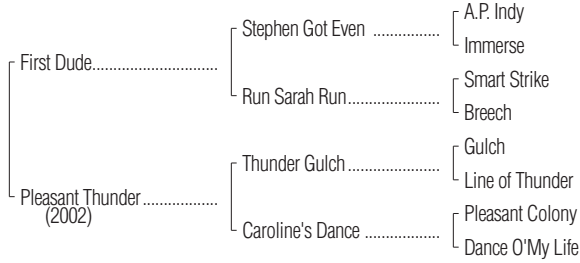 A.P. Indy
Stephen Got Even ................
Immerse
First Dude..............................
Smart Strike
Run Sarah Run......................
Breech
Gulch
Thunder Gulch......................
Line of Thunder
Pleasant Thunder..................
(2002)
Pleasant Colony
Caroline's Dance ..................
Dance O'My Life